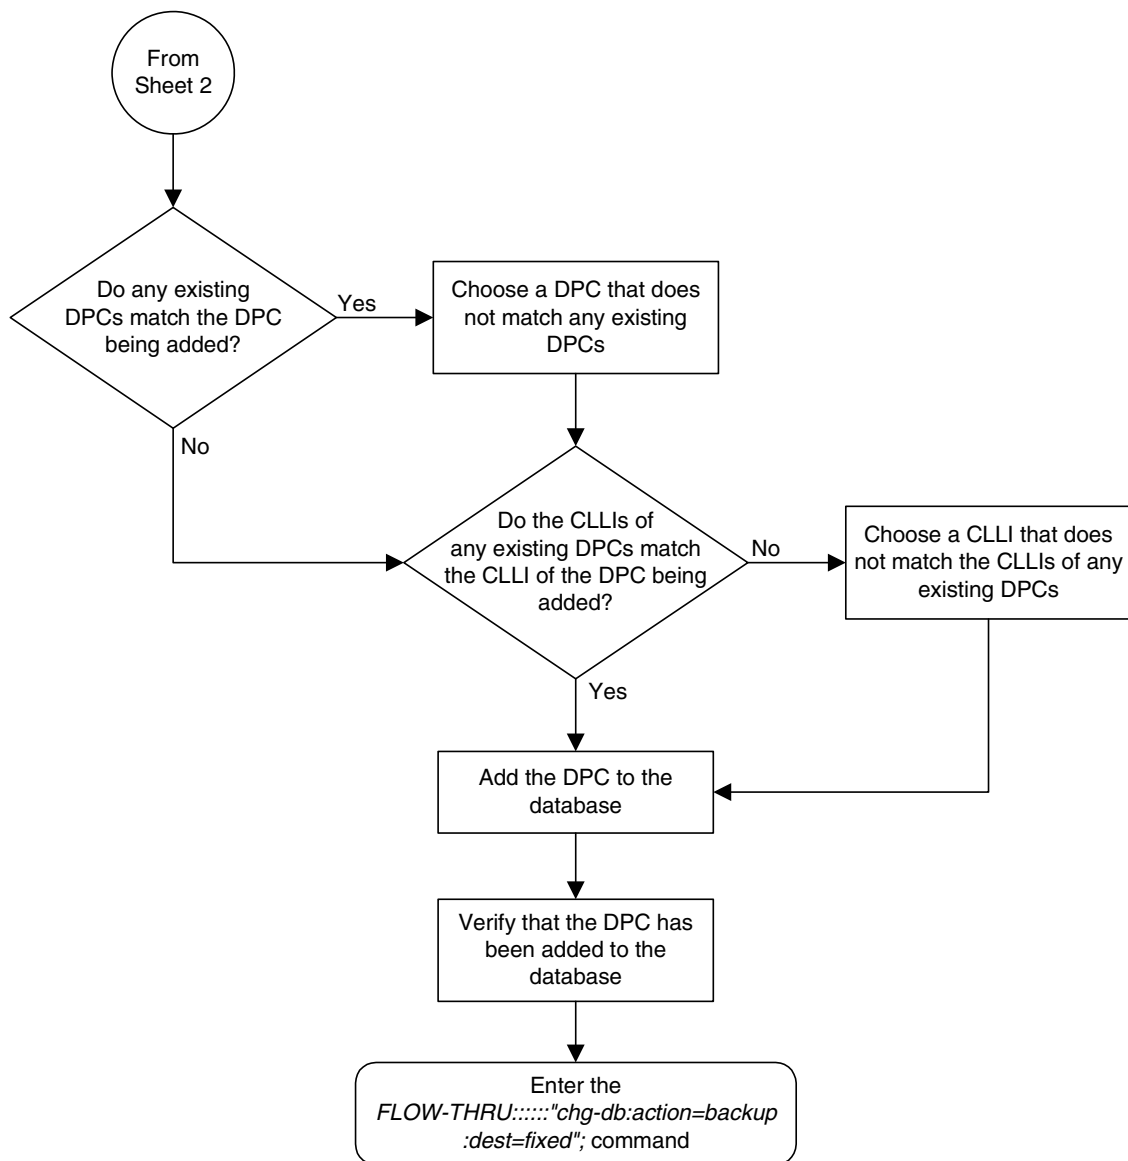 From
Sheet 2
Do any existing
DPCs match the DPC
being added?
Yes
Choose a DPC that does
not match any existing
DPCs
No
Do the CLLIs of
any existing DPCs match
the CLLI of the DPC being
added?
No
Choose a CLLI that does
not match the CLLIs of any
existing DPCs
Yes
Add the DPC to the
database
Verify that the DPC has
been added to the
database
Enter the
FLOW-THRU::::::"chg-db:action=backup
:dest=fixed"; command